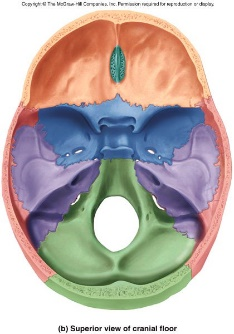 Copyright © The McGraw-Hill Companies, Inc. Permission required for reproduction or display.
(b) Superior view of cranial floor